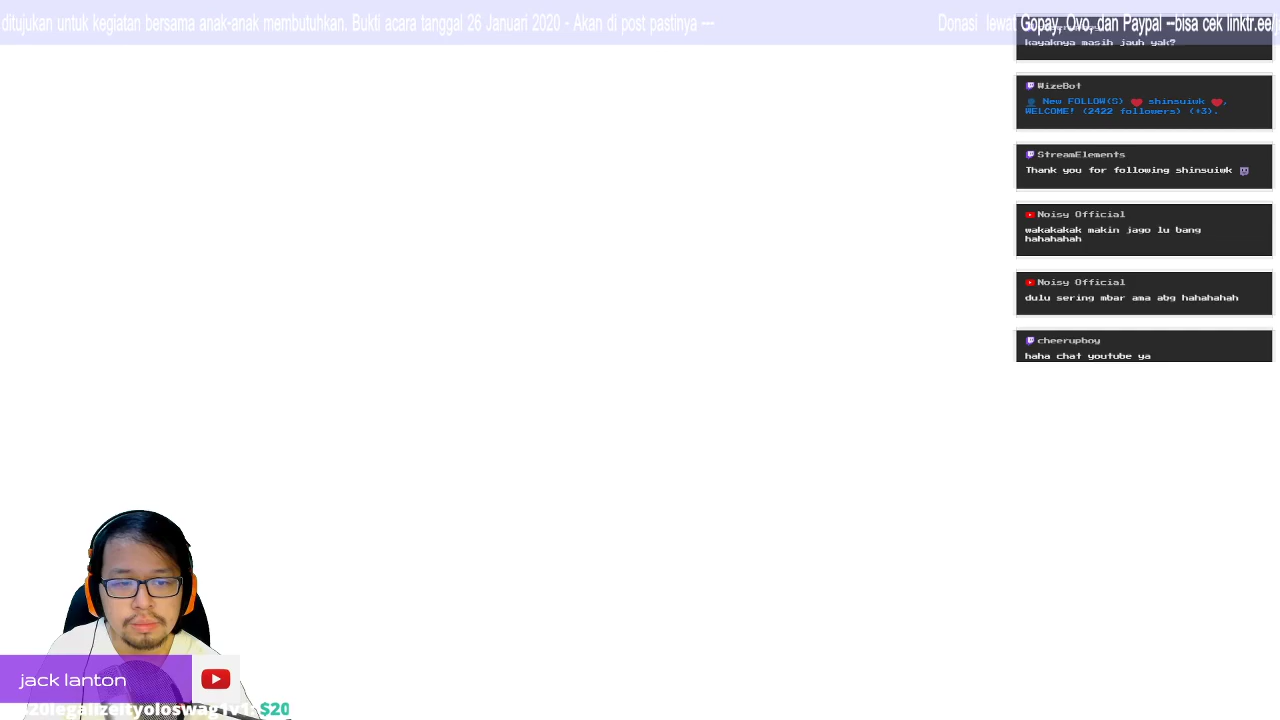 ditujukan untuk kegiatan bersama anak-anak membutuhkan. Bukti acara tanggal 26 Januari 2020 - Akan di post pastinya ---
Donasi lewat Gopay, Ovo, dan Paypal --bisa cek linktr.ee/j
kayaknya masih jauh yak?
WizeBot
New FOLLOW(S) shinsuiwk ,
WELCOME! (2422 followers) (+3).
StreamElements
Thank you for following shinsuiwk
Noisy Official
wakakakak makin jago lu bang
hahahahah
Noisy Official
dulu sering mbar ama abg hahahahah
cheerupboy
haha chat youtube ya
jack lanton
420legalizeityoloswag1v1: $20